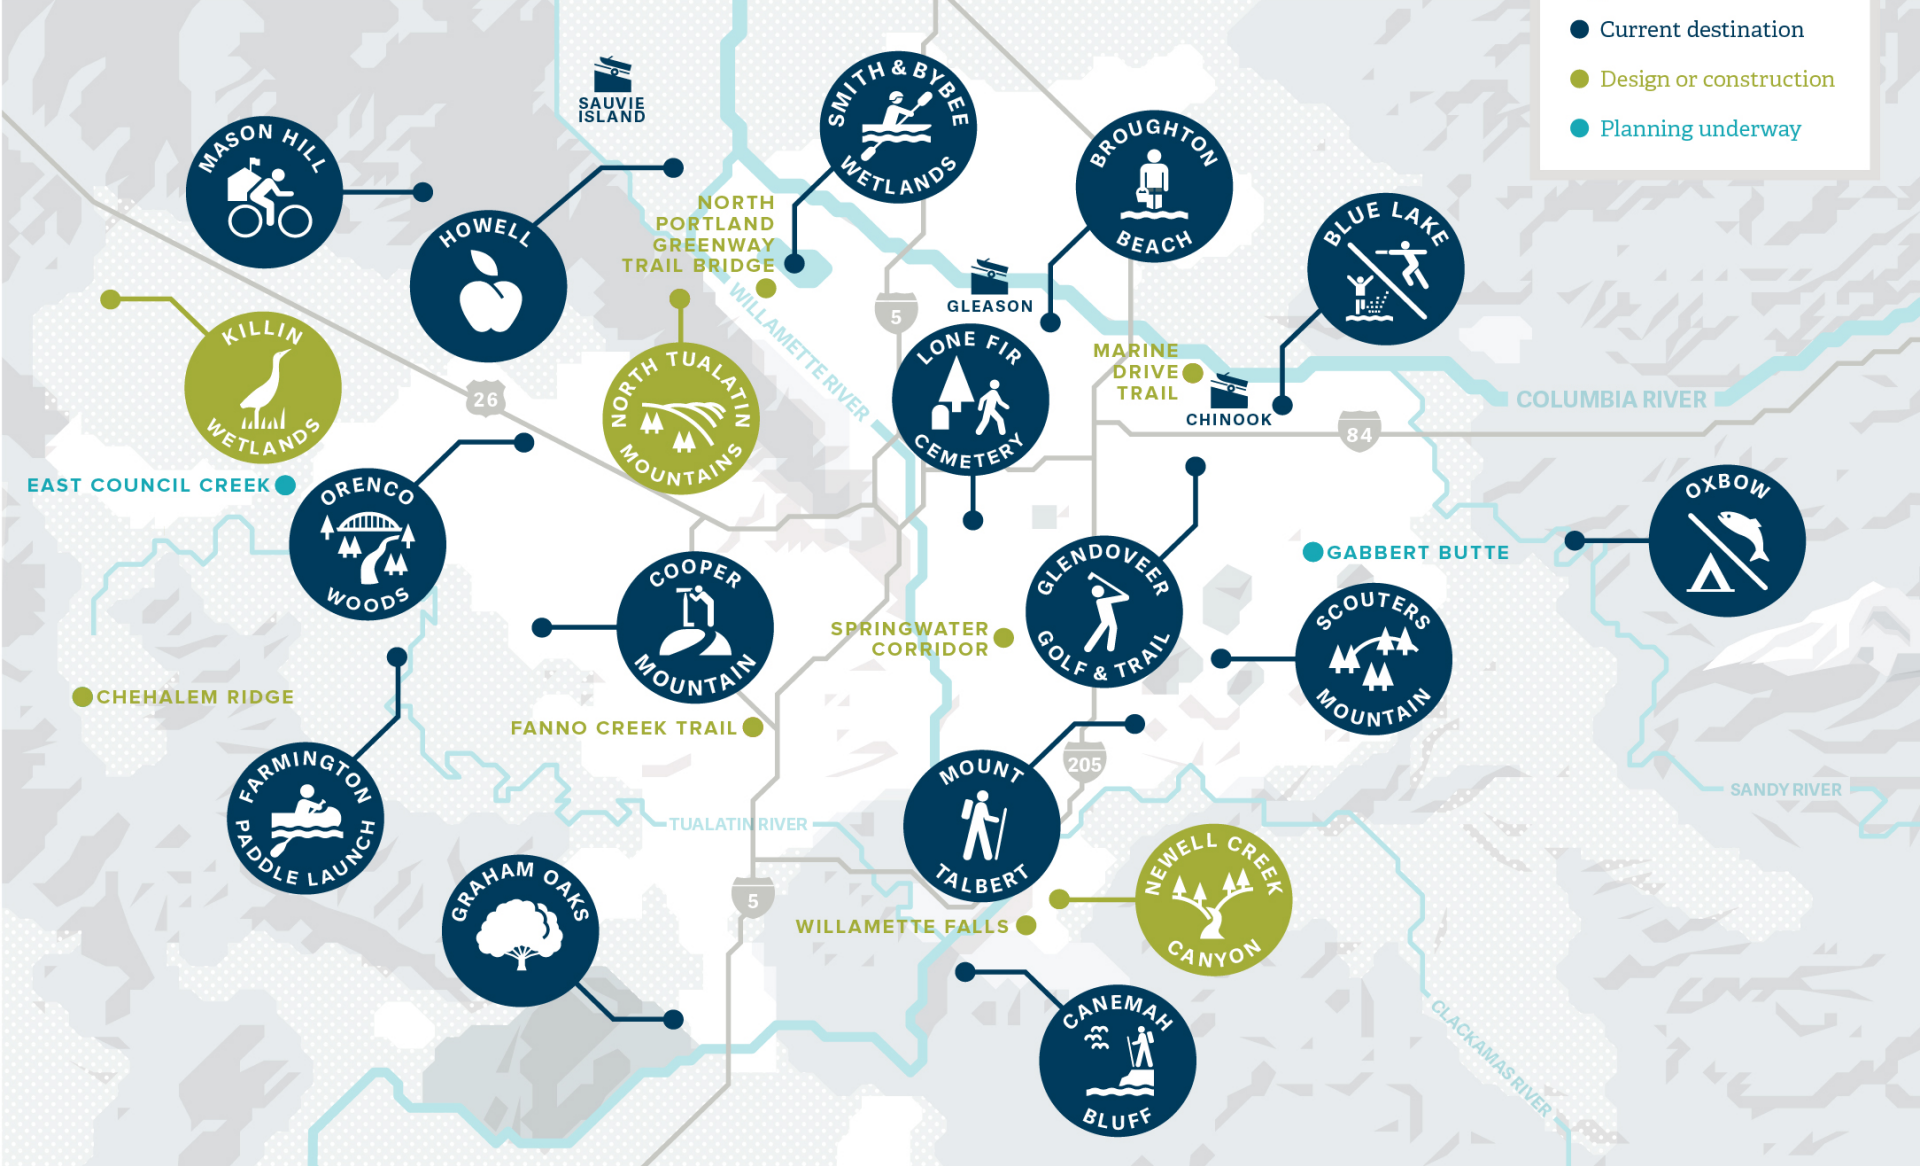 Current destination
Design or construction
Planning underway
SAUVIE
ISLAND
SMITH & BYBEE
WETLANDS
MASON HILL
BROUGHTON
BEACH
HOWELL
NORTH
PORTLAND
GREENWAY
TRAIL BRIDGE
BLUE LAKE
GLEASON
5
WILLAMETTE RIVER
KILLIN
WETLANDS
NORTH TUALATIN
MOUNTAINS
LONE FIR
CEMETERY
MARINE
DRIVE
TRAIL
CHINOOK
COLUMBIA RIVER
26
84
EAST COUNCIL CREEK
ORENCO
WOODS
OXBOW
COOPER
MOUNTAIN
GLENDOVEER
GOLF & TRAIL
GABBERT BUTTE
SCOUTERS
MOUNTAIN
SPRINGWATER
CORRIDOR
CHEHALEM RIDGE
FANNO CREEK TRAIL
FARMINGTON
PADDLE LAUNCH
MOUNT
TALBERT
205
SANDY RIVER
TUALATIN RIVER
GRAHAM OAKS
5
NEWELL CREEK
CANYON
WILLAMETTE FALLS
CANEMAH
BLUFF
CLACKAMAS RIVER